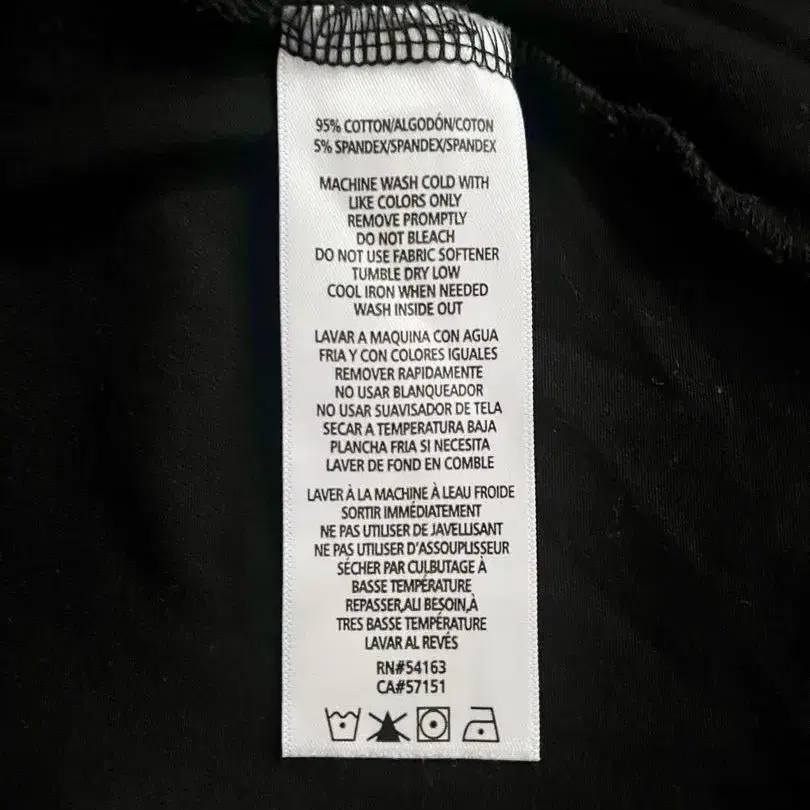 95% COTTON/ALGODÓN/COTON
5% SPANDEX/SPANDEX/SPANDEX
MACHINE WASH COLD WITH
LIKE COLORS ONLY
REMOVE PROMPTLY
DO NOT BLEACH
DO NOT USE FABRIC SOFTENER
TUMBLE DRY LOW
COOL IRON WHEN NEEDED
WASH INSIDE OUT
LAVAR A MAQUINA CON AGUA
FRIA Y CON COLORES IGUALES
REMOVER RAPIDAMENTE
NO USAR BLANQUEADOR
NO USAR SUAVISADOR DE TELA
SECAR A TEMPERATURA BAJA
PLANCHA FRIA SI NECESITA
LAVER DE FOND EN COMBLE
LAVER À LA MACHINE À LEAU FROIDE
SORTIR IMMÉDIATEMENT
NE PAS UTILISER DE JAVELLISANT
NE PAS UTILISER D'ASSOUPLISSEUR
SÉCHER PAR CULBUTAGE À
BASSE TEMPÉRATURE
REPASSER,ALI BESOIN,À
TRES BASSE TEMPÉRATURE
LAVAR AL REVÉS
RN#54163
CA#57151